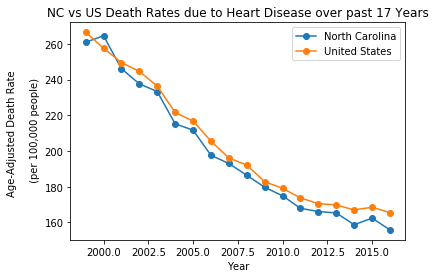 NC vs US Death Rates due to Heart Disease over past 17 Years
North Carolina
United States
260
240
220
200
180
160
Age-Adjusted Death Rate
(per 100,000 people)
2000.0 2002.5 2005.0 2007.5 2010.0 2012.5 2015.0
Year